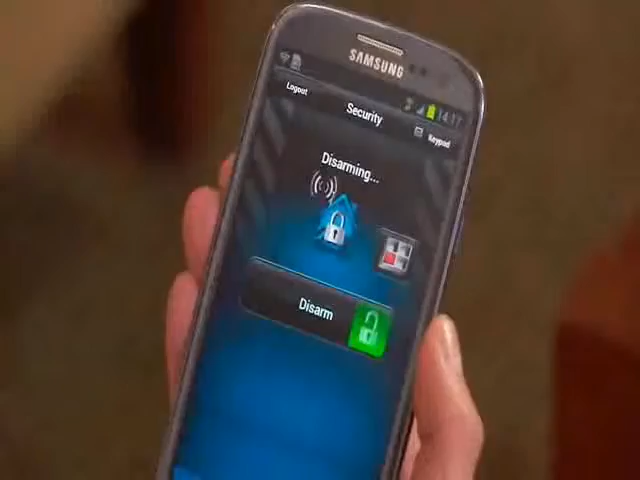 SAMSUNG
14:17
Logout
Security
Keypad
Disarming...
Disarm